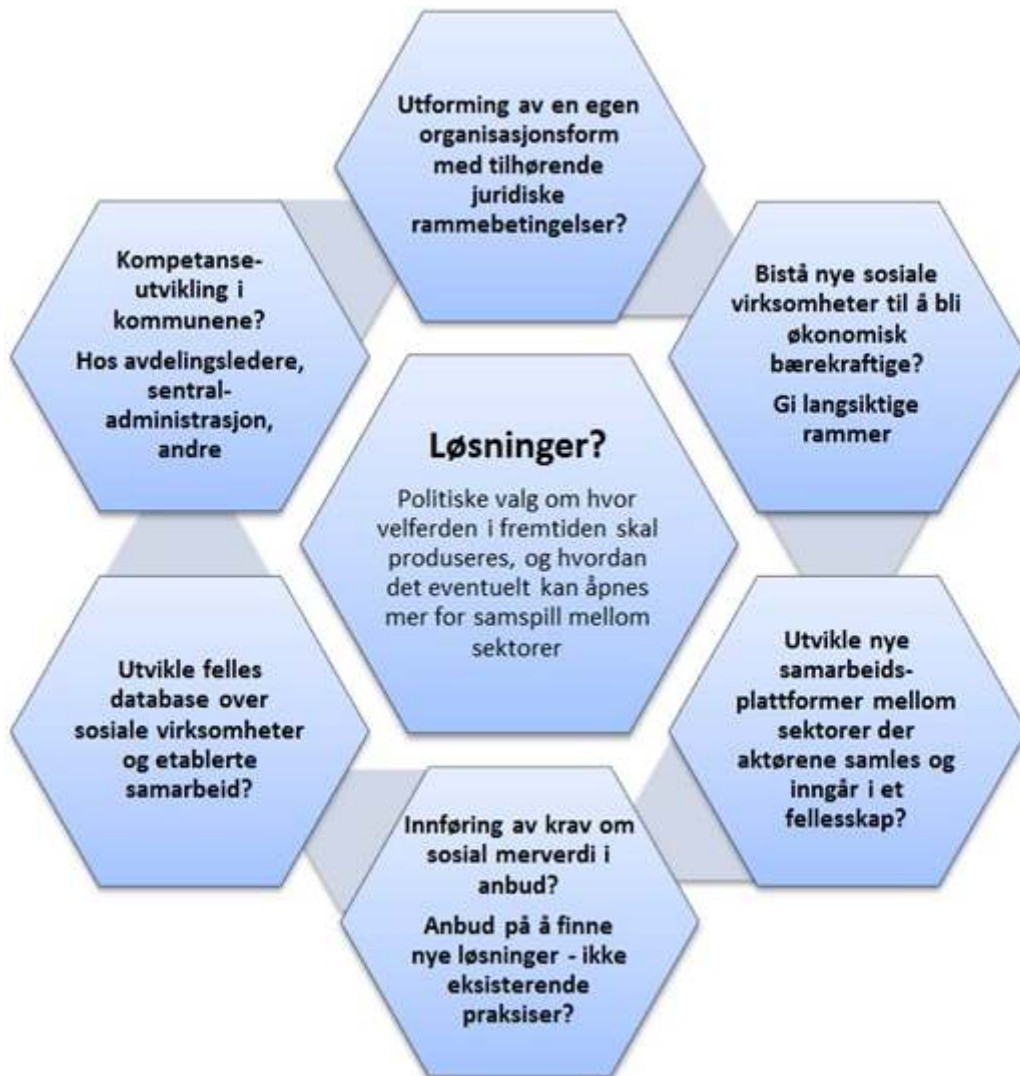 Utforming av en egen
organisasjonsform
med tilhørende
juridiske
rammebetingelser?
Bistå nye sosiale
virksomheter til å bli
økonomisk
bærekraftige?
Gi langsiktige
rammer
Utvikle nye
samarbeids-
plattformer mellom
sektorer der
aktørene samles og
inngår i et
fellesskap?
Innføring av krav om
sosial merverdi i
anbud?
Anbud på å finne
nye løsninger - ikke
eksisterende
praksiser?
Utvikle felles
database over
sosiale virksomheter
og etablerte
samarbeid?
Kompetanse-
utvikling i
kommunene?
Hos avdelingsledere,
sentral-
administrasjon,
andre
Løsninger?
Politiske valg om hvor
velferden i fremtiden skal
produseres, og hvordan
det eventuelt kan åpnes
mer for samspill mellom
sektorer